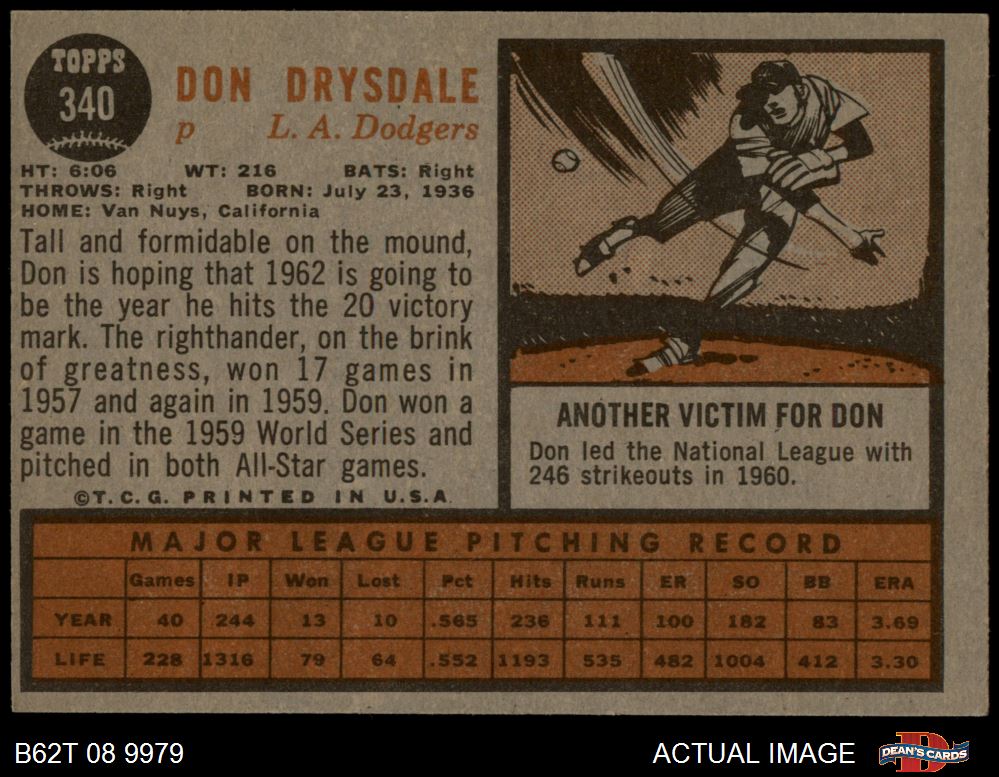 TOPPS
340
DON DRYSDALE
p L. A. Dodgers
HT: 6:06 WT: 216 BATS: Right
THROWS: Right BORN: July 23, 1936
HOME: Van Nuys, California
Tall and formidable on the mound,
Don is hoping that 1962 is going to
be the year he hits the 20 victory
mark. The righthander, on the brink
of greatness, won 17 games in
1957 and again in 1959. Don won a
game in the 1959 World Series and
pitched in both All-Star games.
©T. C. G. PRINTED IN U.S.A.
ANOTHER VICTIM FOR DON
Don led the National League with
246 strikeouts in 1960.
MAJOR LEAGUE PITCHING RECORD
Games IP Won Lost Pct Hits Runs ER SO BB ERA
YEAR 40 244 13 10 .565 236 111 100 182 83 3.69
LIFE 228 1316 79 64 .552 1193 535 482 1004 412 3.30
B62T 08 9979
ACTUAL IMAGE
DEAN'S CARDS